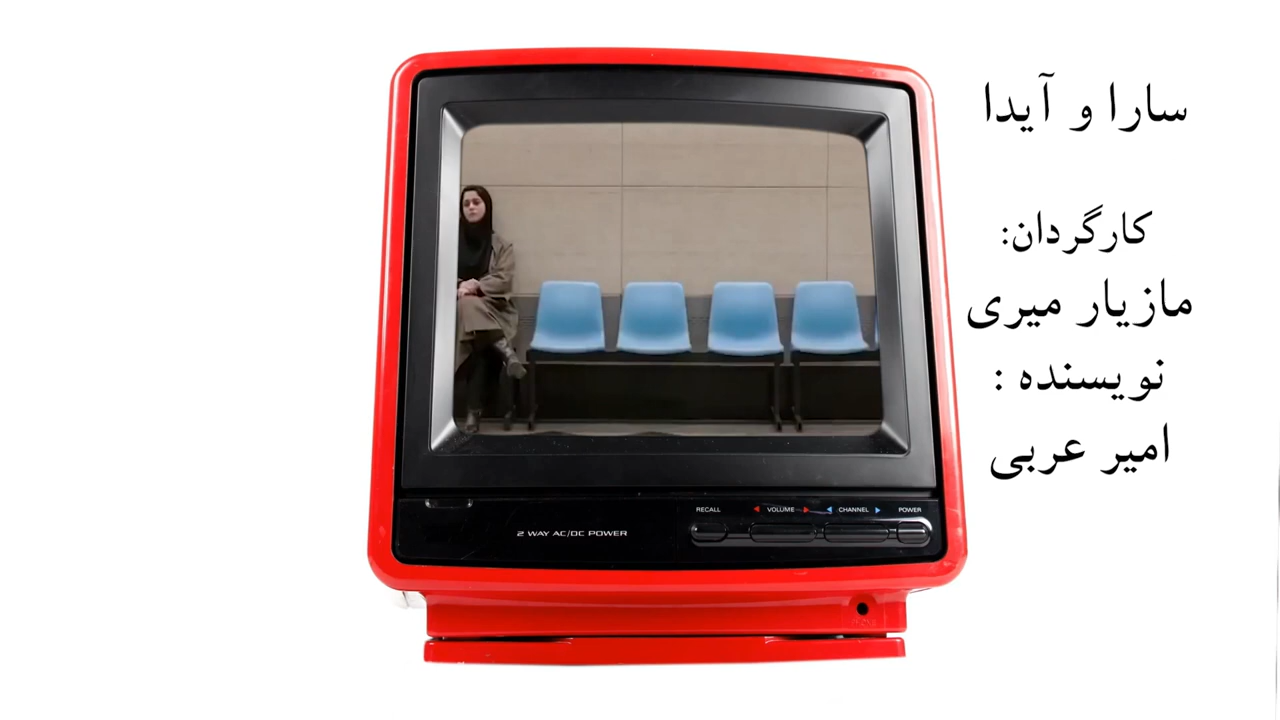 سارا و آیدا
کارگردان:
مازیار میری
نویسنده :
امیر عربی
RECALL
VOLUME
CHANNEL
POWER
2 WAY AC/DC POWER